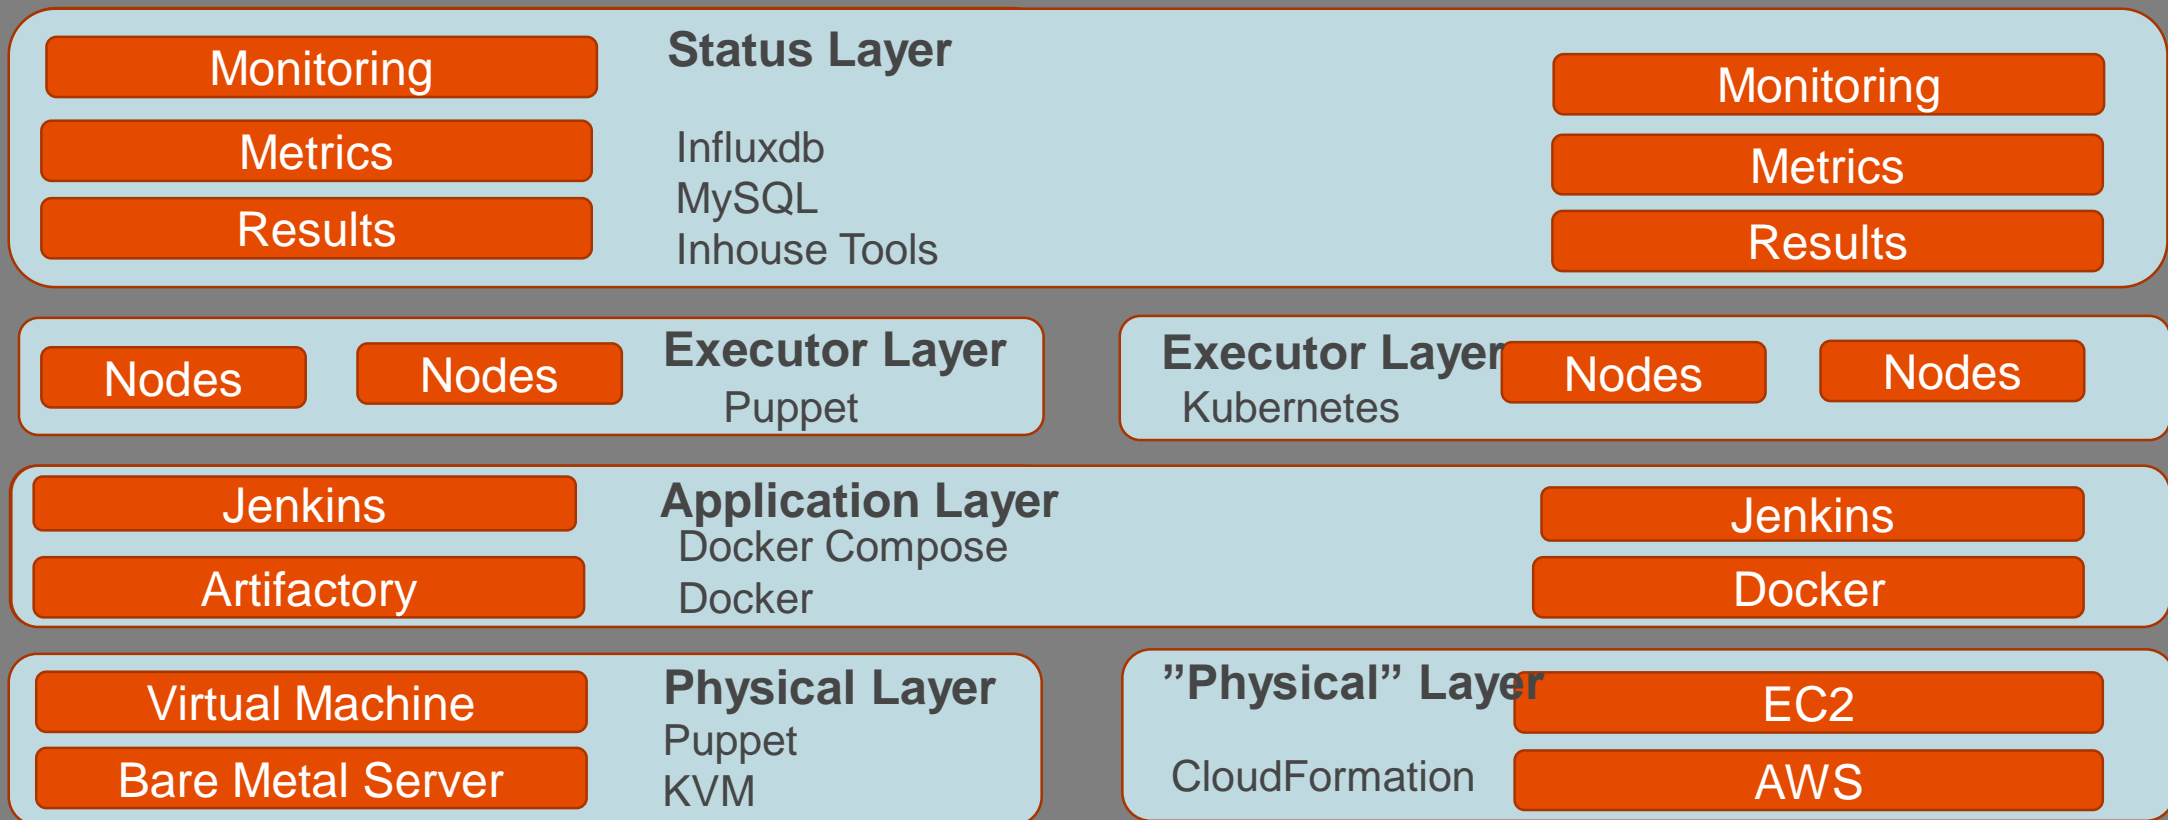 Monitoring
Metrics
Results
Status Layer
Influxdb
MySQL
Inhouse Tools
Monitoring
Metrics
Results
Nodes
Nodes
Executor Layer
Puppet
Executor Layer
Kubernetes
Nodes
Nodes
Jenkins
Artifactory
Application Layer
Docker Compose
Docker
Jenkins
Docker
Virtual Machine
Bare Metal Server
Physical Layer
Puppet
KVM
”Physical” Layer
CloudFormation
EC2
AWS